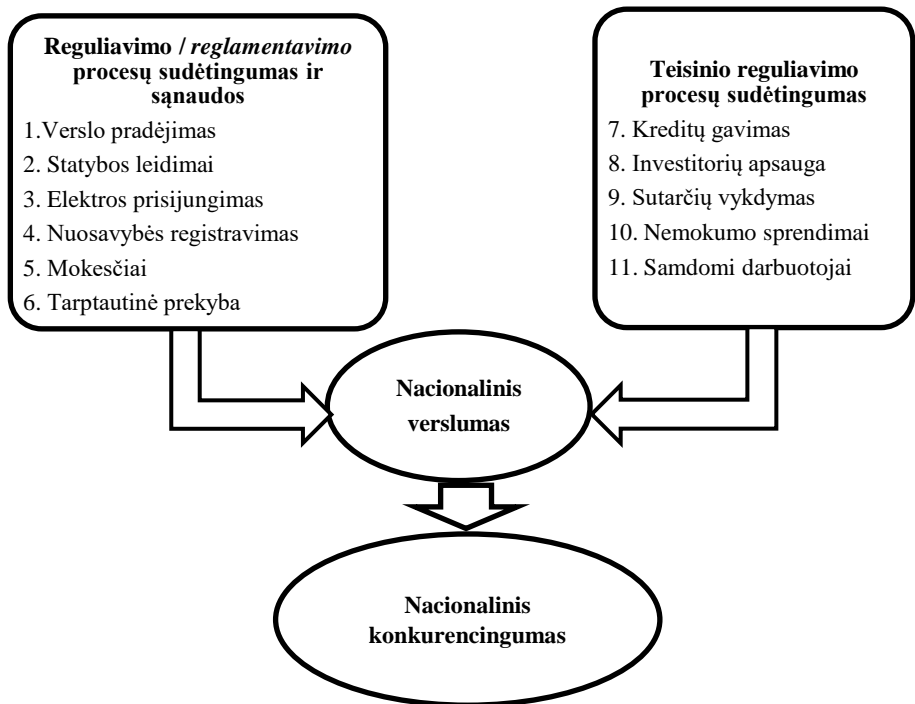 Reguliavimo / reglamentavimo
procesų sudėtingumas ir
sąnaudos
1.Verslo pradėjimas
2. Statybos leidimai
3. Elektros prisijungimas
4. Nuosavybės registravimas
5. Mokesčiai
6. Tarptautinė prekyba
Teisinio reguliavimo
procesų sudėtingumas
7. Kreditų gavimas
8. Investitorių apsauga
9. Sutarčių vykdymas
10. Nemokumo sprendimai
11. Samdomi darbuotojai
Nacionalinis
verslumas
Nacionalinis
konkurencingumas